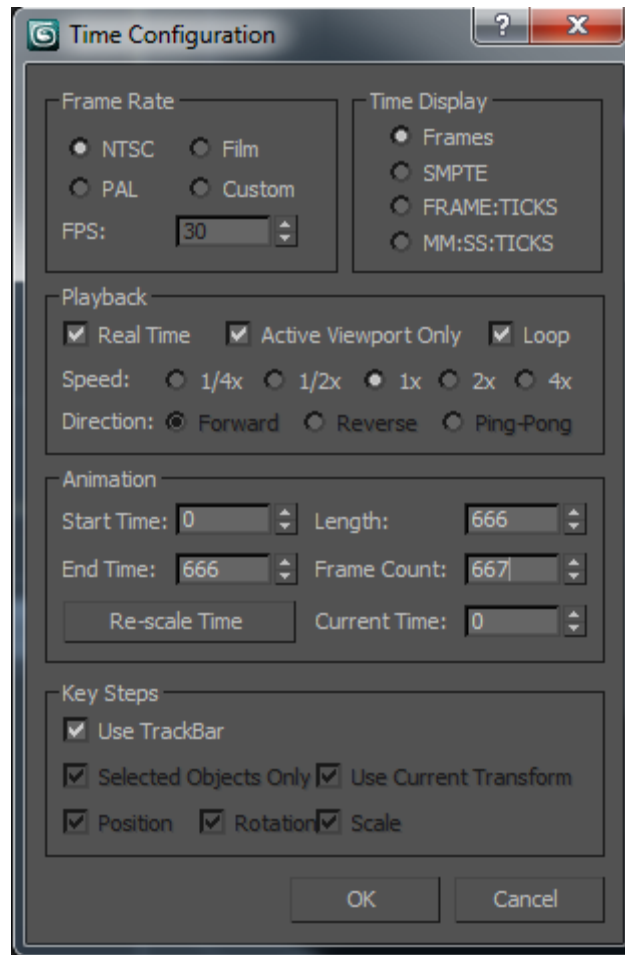 Time Configuration ? X
Frame Rate
NTSC Film
PAL Custom
FPS: 30
Time Display
Frames
SMPTE
FRAME:TICKS
MM:SS:TICKS
Playback
Real Time Active Viewport Only Loop
Speed: 1/4x 1/2x 1x 2x 4x
Direction: Forward Reverse Ping-Pong
Animation
Start Time: 0 Length: 666
End Time: 666 Frame Count: 667
Re-scale Time Current Time: 0
Key Steps
Use TrackBar
Selected Objects Only Use Current Transform
Position Rotation Scale
OK Cancel